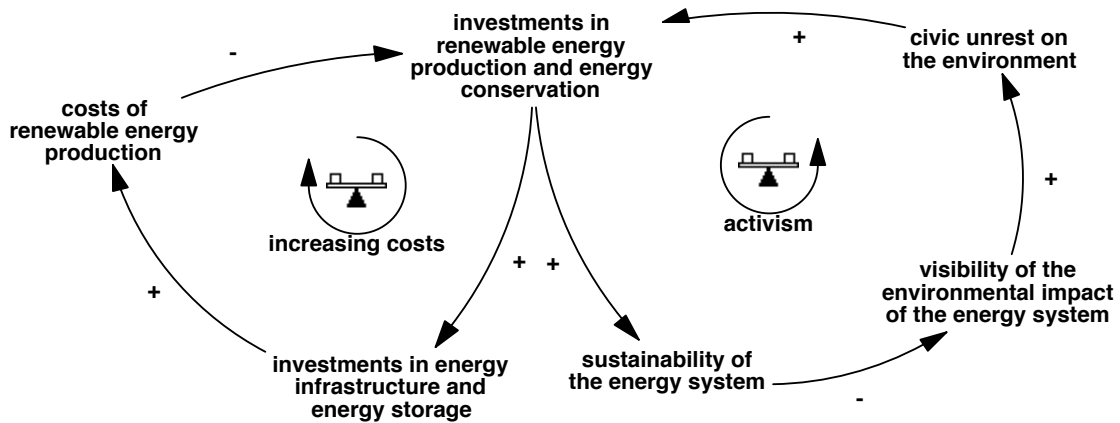 investments in
renewable energy
production and energy
conservation
+
civic unrest on
the environment
-
costs of
renewable energy
production
increasing costs
activism
+
+
+ +
visibility of the
environmental impact
of the energy system
investments in energy
infrastructure and
energy storage
sustainability of
the energy system
-